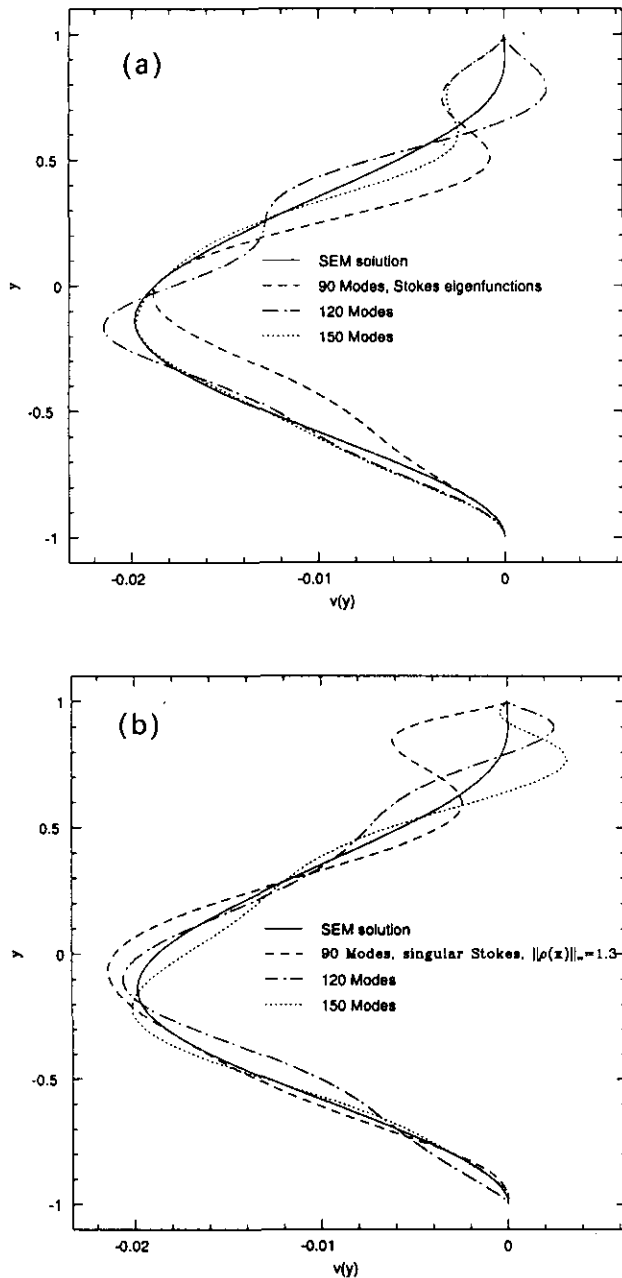 (a)
1
0.5
y
0
-0.5
-1
SEM solution
90 Modes, Stokes eigenfunctions
120 Modes
150 Modes
-0.02
-0.01
0
v(y)
(b)
1
0.5
y
0
-0.5
-1
SEM solution
90 Modes, singular Stokes, ||ρ(x)||∞=1.3
120 Modes
150 Modes
-0.02
-0.01
0
v(y)